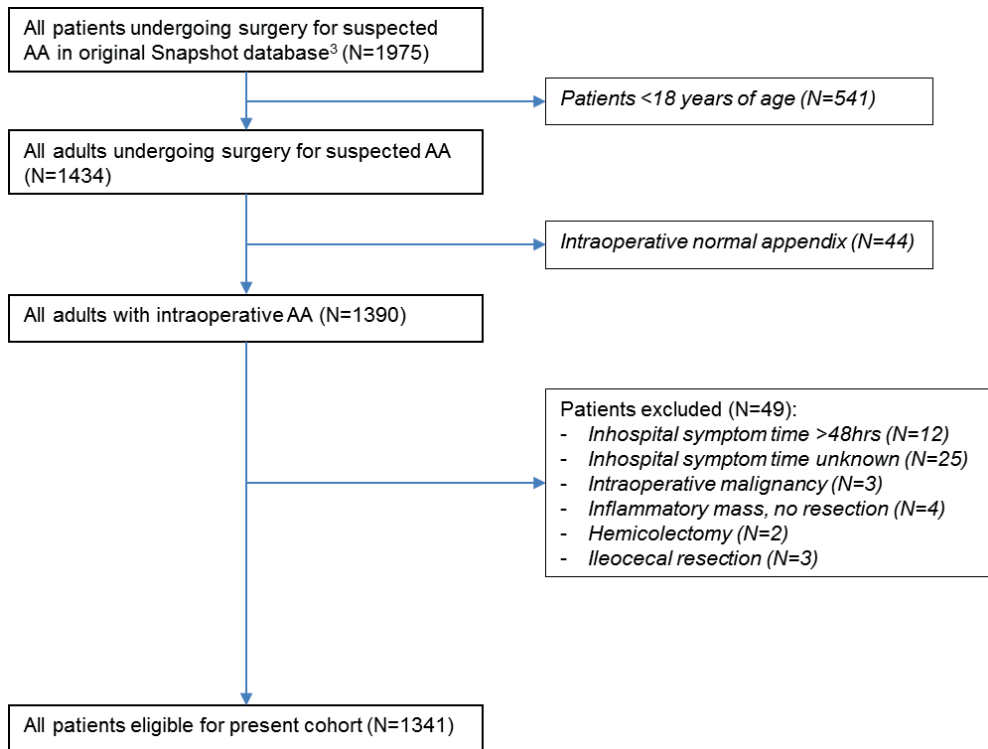 All patients undergoing surgery for suspected
AA in original Snapshot database³ (N=1975)
Patients <18 years of age (N=541)
All adults undergoing surgery for suspected AA
(N=1434)
Intraoperative normal appendix (N=44)
All adults with intraoperative AA (N=1390)
Patients excluded (N=49):
- Inhospital symptom time >48hrs (N=12)
- Inhospital symptom time unknown (N=25)
- Intraoperative malignancy (N=3)
- Inflammatory mass, no resection (N=4)
- Hemicolectomy (N=2)
- Ileocecal resection (N=3)
All patients eligible for present cohort (N=1341)